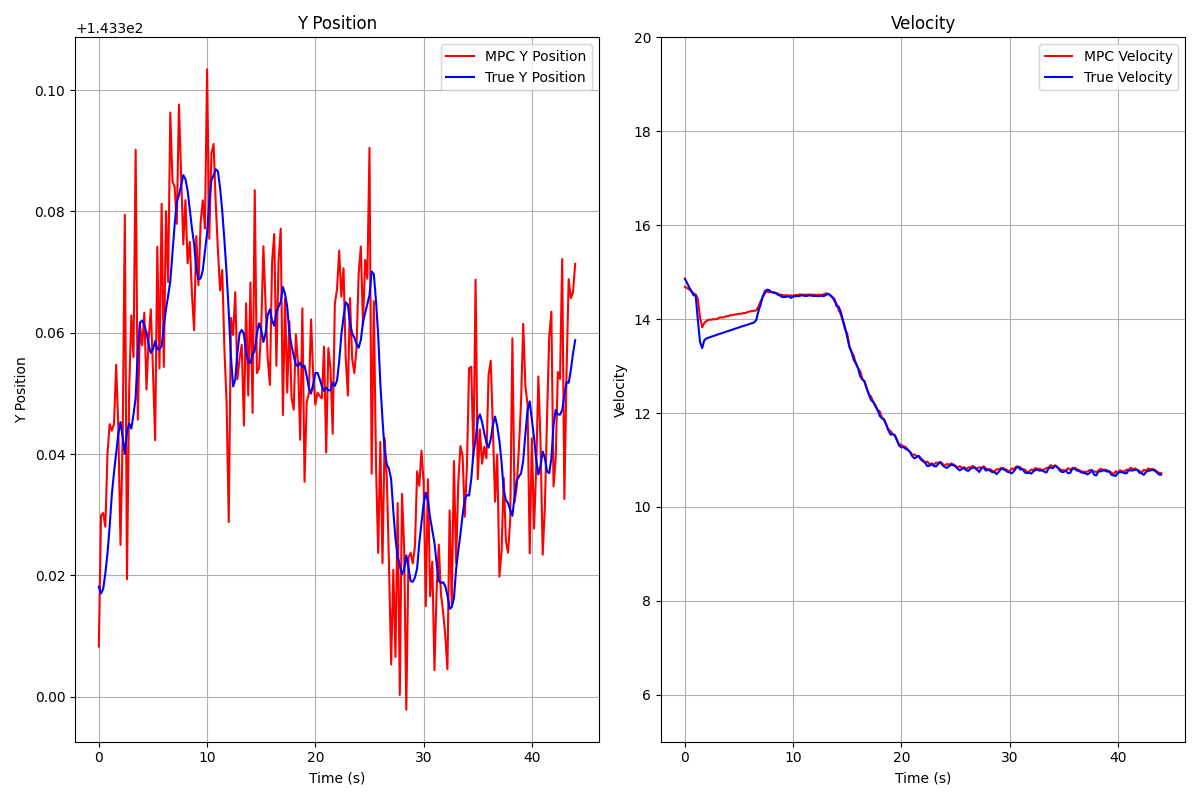 Y Position
+1.433e2
MPC Y Position
True Y Position
0.10
0.08
0.06
0.04
0.02
0.00
Y Position
0
10
20
30
40
Time (s)
Velocity
MPC Velocity
True Velocity
20
18
16
14
12
10
8
6
Velocity
0
10
20
30
40
Time (s)